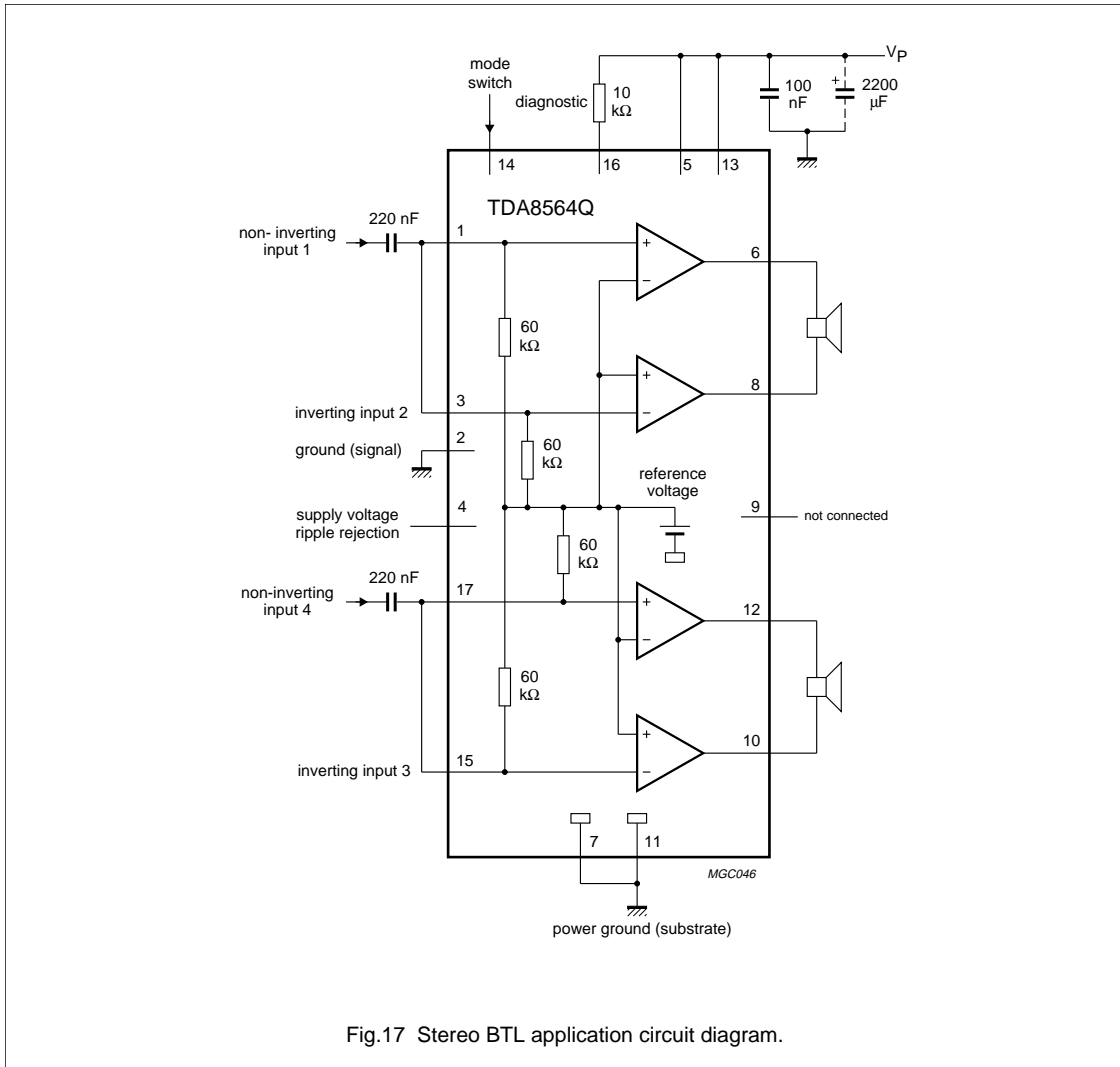 mode
switch
diagnostic
10
kΩ
VP
100
nF
+
2200
μF
14
16
5
13
TDA8564Q
220 nF
non- inverting
input 1
1
+
−
6
60
kΩ
+
−
8
inverting input 2
3
ground (signal)
2
60
kΩ
reference
voltage
supply voltage
ripple rejection
4
9
not connected
60
kΩ
220 nF
non-inverting
input 4
17
+
−
12
60
kΩ
+
−
10
inverting input 3
15
7
11
MGC046
power ground (substrate)
Fig.17 Stereo BTL application circuit diagram.